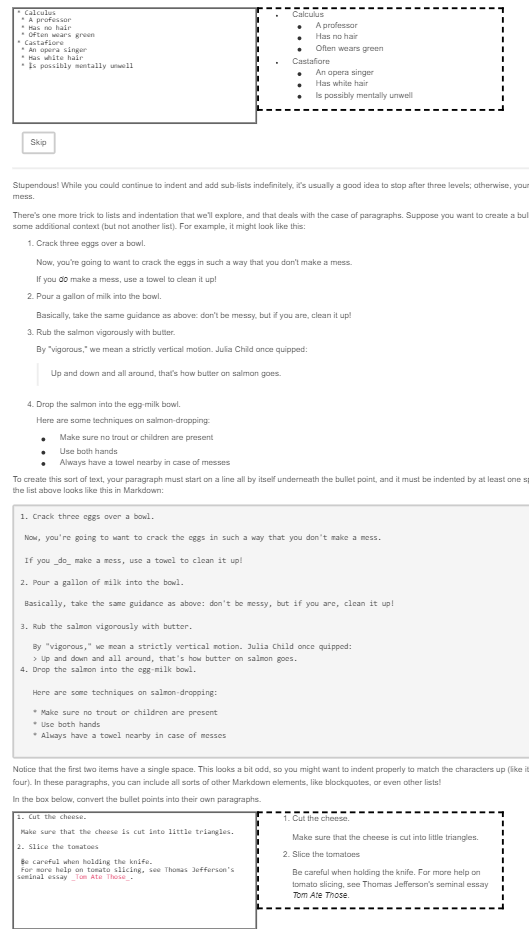 * Calculus
* A professor
* Has no hair
* Often wears green
* Castafiore
* An opera singer
* Has white hair
* Is possibly mentally unwell
• Calculus
● A professor
● Has no hair
● Often wears green
• Castafiore
● An opera singer
● Has white hair
● Is possibly mentally unwell
Skip
Stupendous! While you could continue to indent and add sub-lists indefinitely, it's usually a good idea to stop after three levels; otherwise, your
mess.
There's one more trick to lists and indentation that we'll explore, and that deals with the case of paragraphs. Suppose you want to create a bul
some additional context (but not another list). For example, it might look like this:
1. Crack three eggs over a bowl.
Now, you're going to want to crack the eggs in such a way that you don't make a mess.
If you do make a mess, use a towel to clean it up!
2. Pour a gallon of milk into the bowl.
Basically, take the same guidance as above: don't be messy, but if you are, clean it up!
3. Rub the salmon vigorously with butter.
By "vigorous," we mean a strictly vertical motion. Julia Child once quipped:
Up and down and all around, that's how butter on salmon goes.
4. Drop the salmon into the egg-milk bowl.
Here are some techniques on salmon-dropping:
● Make sure no trout or children are present
● Use both hands
● Always have a towel nearby in case of messes
To create this sort of text, your paragraph must start on a line all by itself underneath the bullet point, and it must be indented by at least one sp
the list above looks like this in Markdown:
1. Crack three eggs over a bowl.
Now, you're going to want to crack the eggs in such a way that you don't make a mess.
If you _do_ make a mess, use a towel to clean it up!
2. Pour a gallon of milk into the bowl.
Basically, take the same guidance as above: don't be messy, but if you are, clean it up!
3. Rub the salmon vigorously with butter.
By "vigorous," we mean a strictly vertical motion. Julia Child once quipped:
> Up and down and all around, that's how butter on salmon goes.
4. Drop the salmon into the egg-milk bowl.
Here are some techniques on salmon-dropping:
* Make sure no trout or children are present
* Use both hands
* Always have a towel nearby in case of messes
Notice that the first two items have a single space. This looks a bit odd, so you might want to indent properly to match the characters up (like it
four). In these paragraphs, you can include all sorts of other Markdown elements, like blockquotes, or even other lists!
In the box below, convert the bullet points into their own paragraphs.
1. Cut the cheese.
Make sure that the cheese is cut into little triangles.
2. Slice the tomatoes
Be careful when holding the knife.
For more help on tomato slicing, see Thomas Jefferson's
seminal essay _Tom Ate Those_.
1. Cut the cheese.
Make sure that the cheese is cut into little triangles.
2. Slice the tomatoes
Be careful when holding the knife. For more help on
tomato slicing, see Thomas Jefferson's seminal essay
Tom Ate Those.